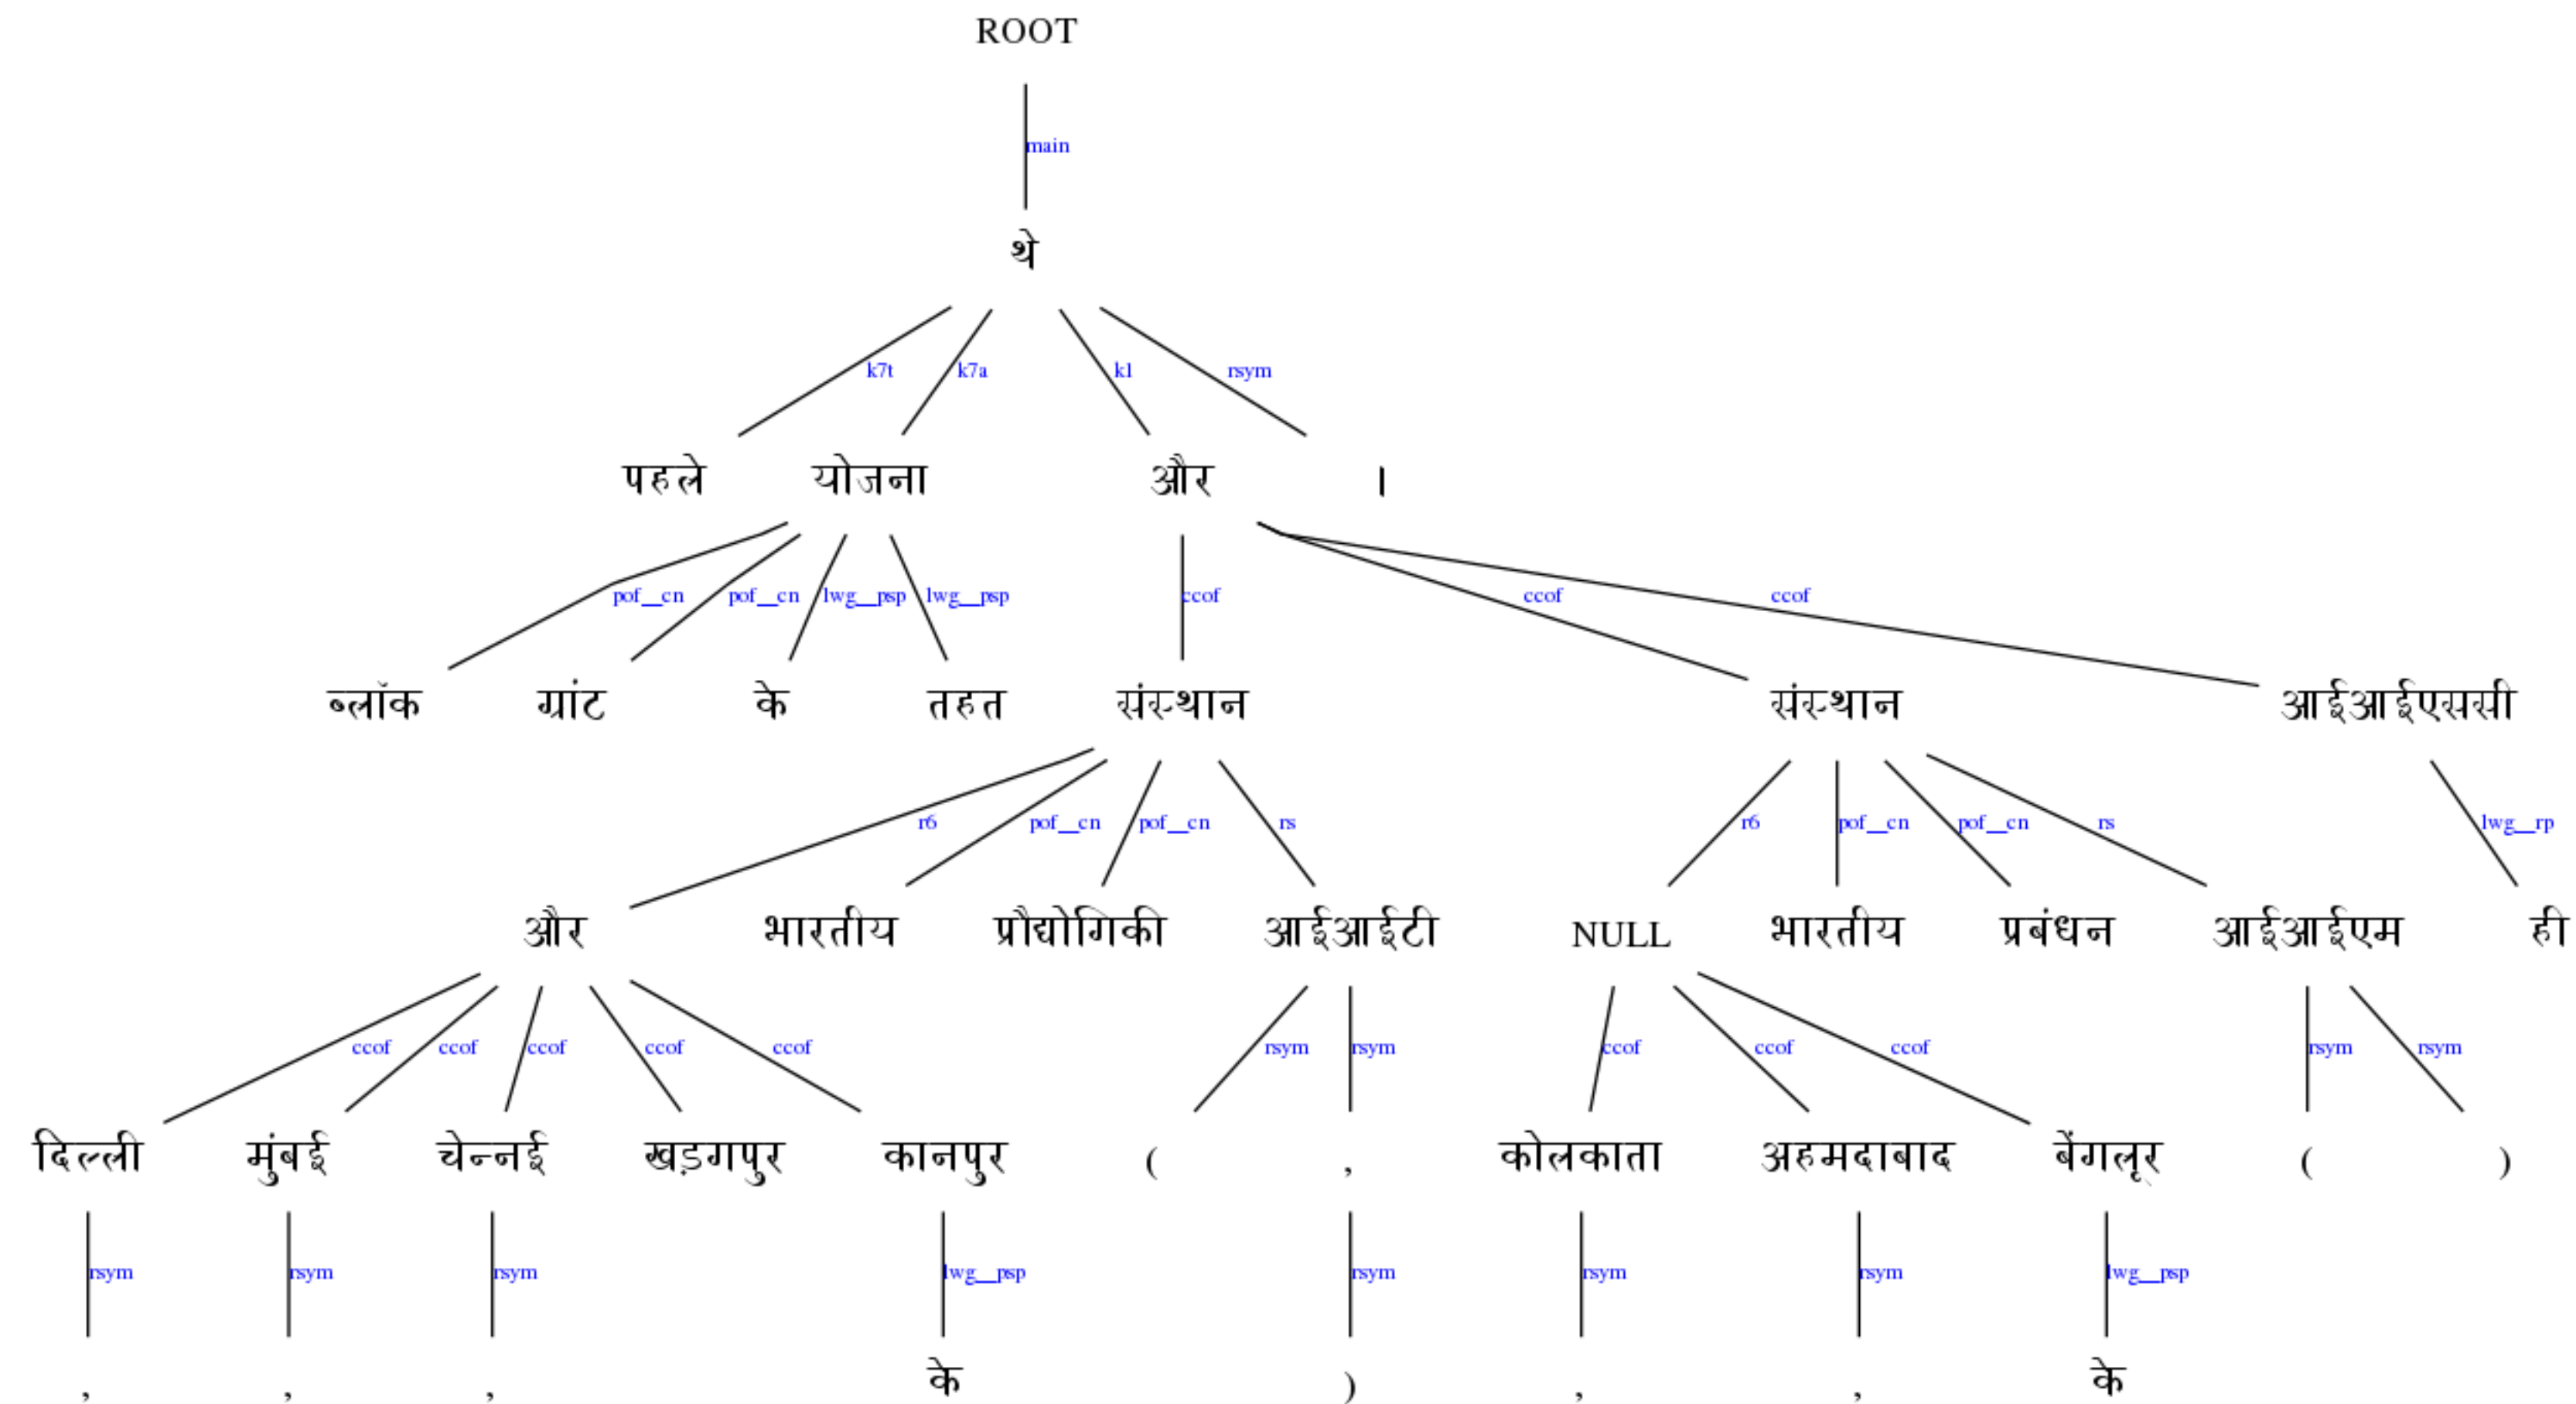 ROOT
main
थे
k7t k7a k1 rsym
पहले योजना और ।
pof__cn pof__cn lwg__psp lwg__psp ccof ccof ccof
ब्लॉक ग्रांट के तहत संस्थान संस्थान आईआईएससी
r6 pof__cn pof__cn rs r6 pof__cn pof__cn rs lwg__rp
और भारतीय प्रौद्योगिकी आईआईटी NULL भारतीय प्रबंधन आईआईएम ही
ccof ccof ccof ccof ccof rsym rsym ccof ccof ccof rsym rsym
दिल्ली मुंबई चेन्नई खड़गपुर कानपुर ( , कोलकाता अहमदाबाद बेंगलूर ( )
rsym rsym rsym lwg__psp rsym rsym rsym lwg__psp
, , , के ) , , के